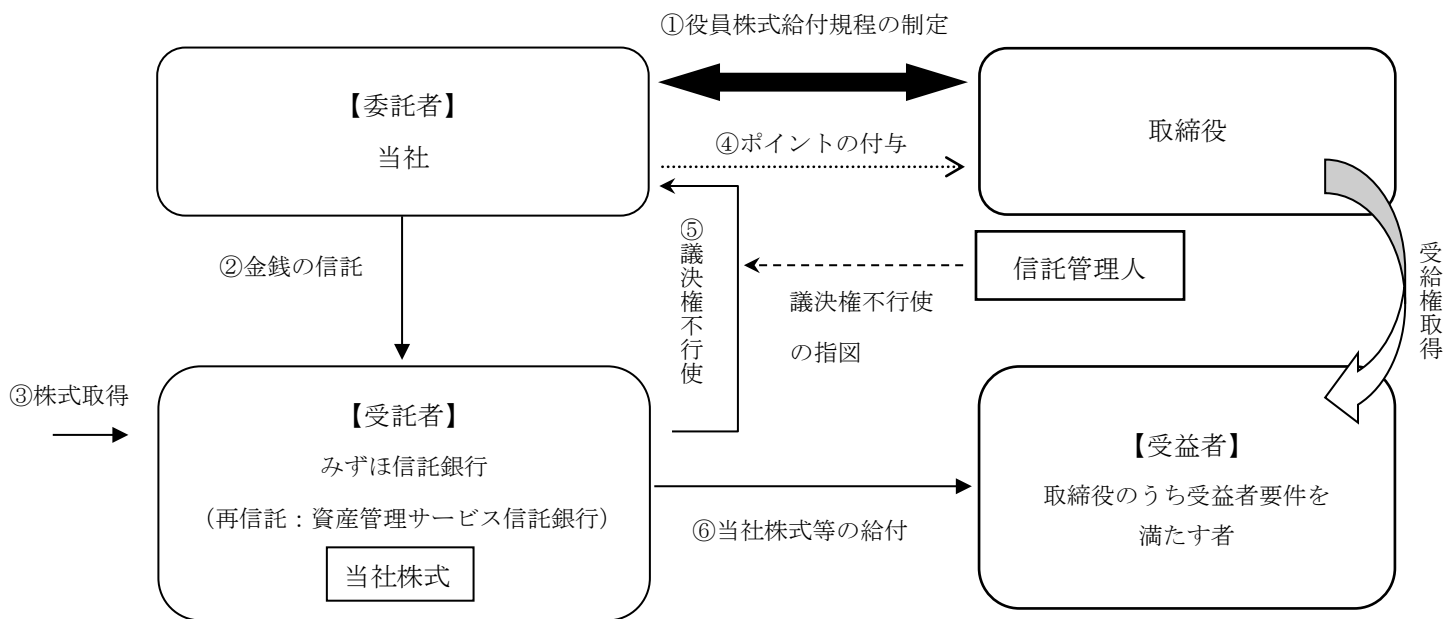 ①役員株式給付規程の制定
【委託者】
当社
取締役
④ポイントの付与
②金銭の信託
⑤議決権不行使
信託管理人
議決権不行使
の指図
受給権取得
③株式取得
【受託者】
みずほ信託銀行
（再信託：資産管理サービス信託銀行）
当社株式
⑥当社株式等の給付
【受益者】
取締役のうち受益者要件を
満たす者